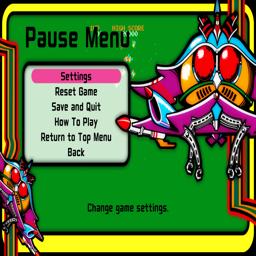 HIGH SCORE
Pause Menu
Settings
Reset Game
Save and Quit
How To Play
Return to Top Menu
Back
Change game settings.